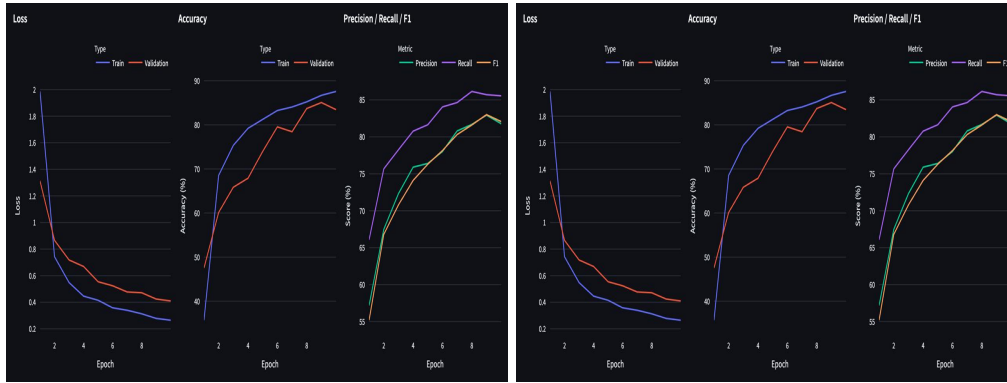 Loss Accuracy Precision / Recall / F1
Type Type Metric
Train Validation Train Validation Precision Recall F1
2
1.8
1.6
1.4
1.2
1
0.8
0.6
0.4
0.2
Loss
2 4 6 8
Epoch
90
80
70
60
50
40
Accuracy (%)
2 4 6 8
Epoch
85
80
75
70
65
60
55
2 4 6 8
Epoch
Loss Accuracy Precision / Recall / F1
Type Type Metric
Train Validation Train Validation Precision Recall F1
2
1.8
1.6
1.4
1.2
1
0.8
0.6
0.4
0.2
Loss
2 4 6 8
Epoch
90
80
70
60
50
40
Accuracy (%)
2 4 6 8
Epoch
85
80
75
70
65
60
55
Score (%)
2 4 6 8
Epoch